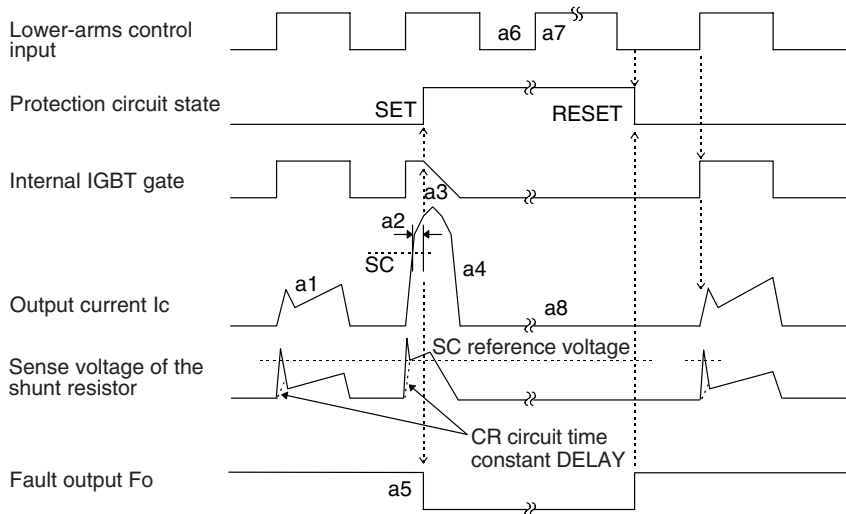 Lower-arms control
input
a6
a7
Protection circuit state
SET
RESET
Internal IGBT gate
a3
a2
SC
a4
a1
Output current Ic
a8
SC reference voltage
Sense voltage of the
shunt resistor
CR circuit time
constant DELAY
Fault output Fo
a5